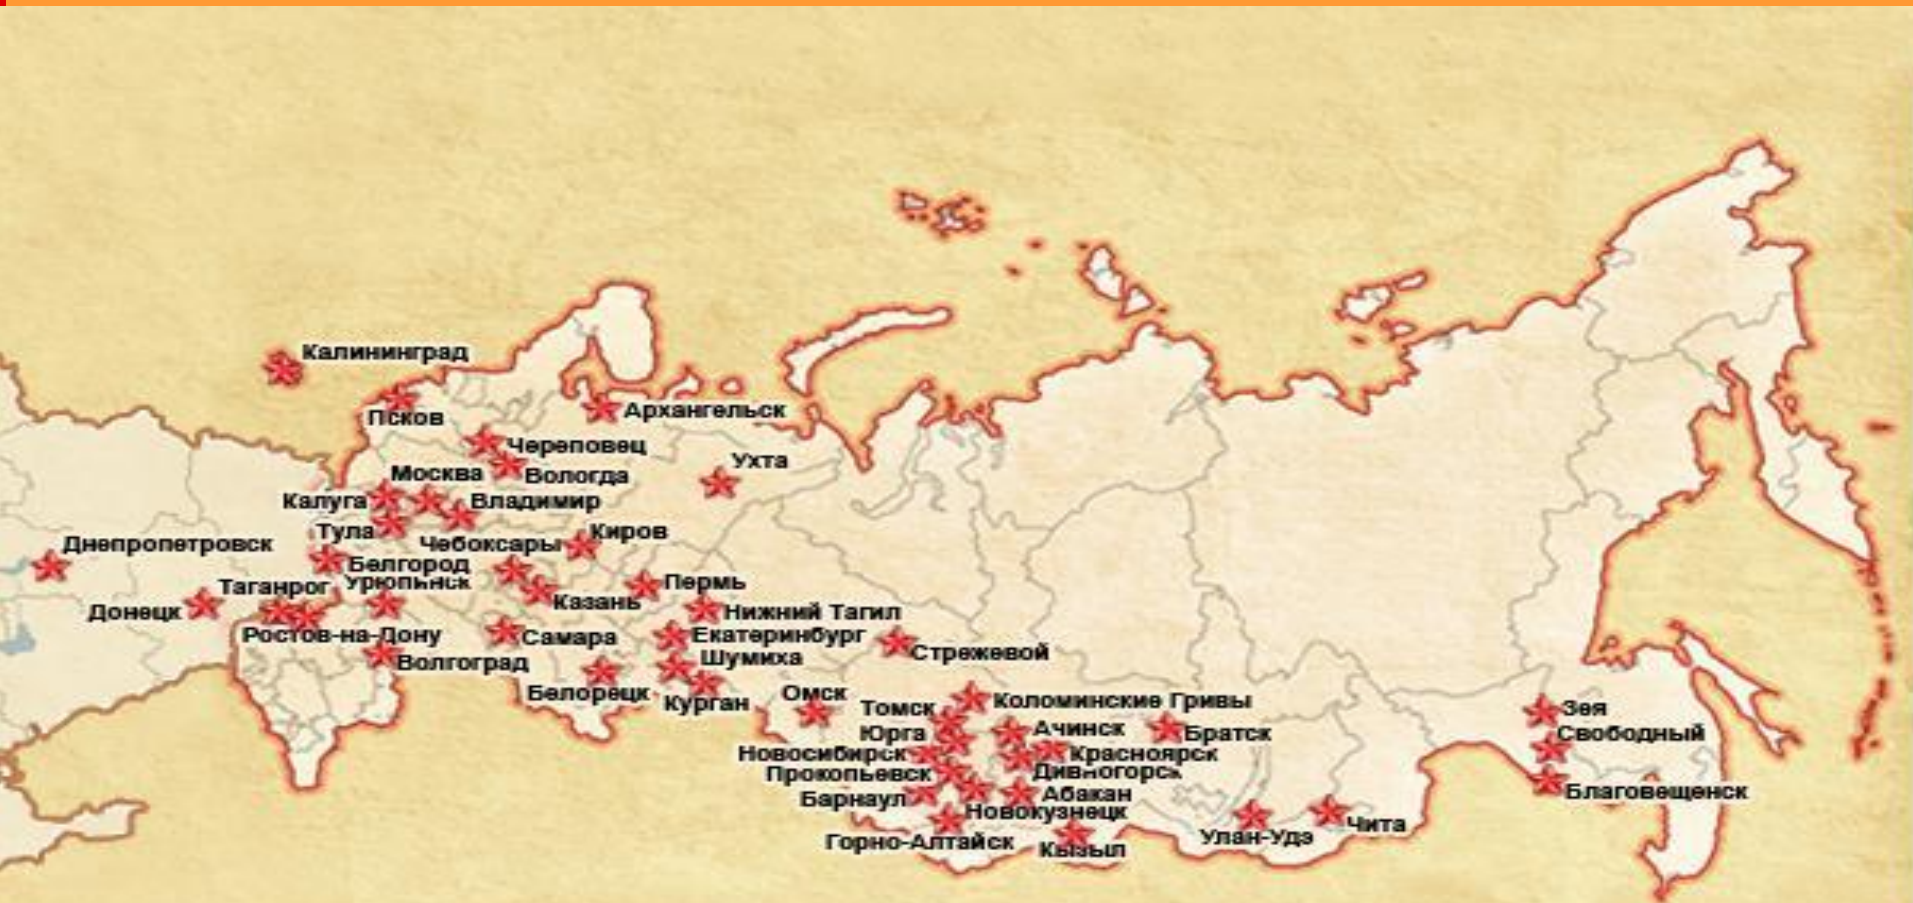 Калининград
Псков
Архангельск
Череповец
Ухта
Москва
Вологда
Калуга
Владимир
Тула
Киров
Чебоксары
Днепропетровск
Белгород
Таганрог
Урюпинск
Пермь
Казань
Донецк
Нижний Тагил
Ростов-на-Дону
Самара
Екатеринбург
Стрежевой
Волгоград
Шумиха
Белорецк
Курган
Омск
Коломинские Гривы
Томск
Зея
Юрга
Ачинск
Братск
Свободный
Новосибирск
Красноярск
Прокопьевск
Дивногорск
Барнаул
Абакан
Благовещенск
Новокузнецк
Горно-Алтайск
Кызыл
Улан-Удэ
Чита